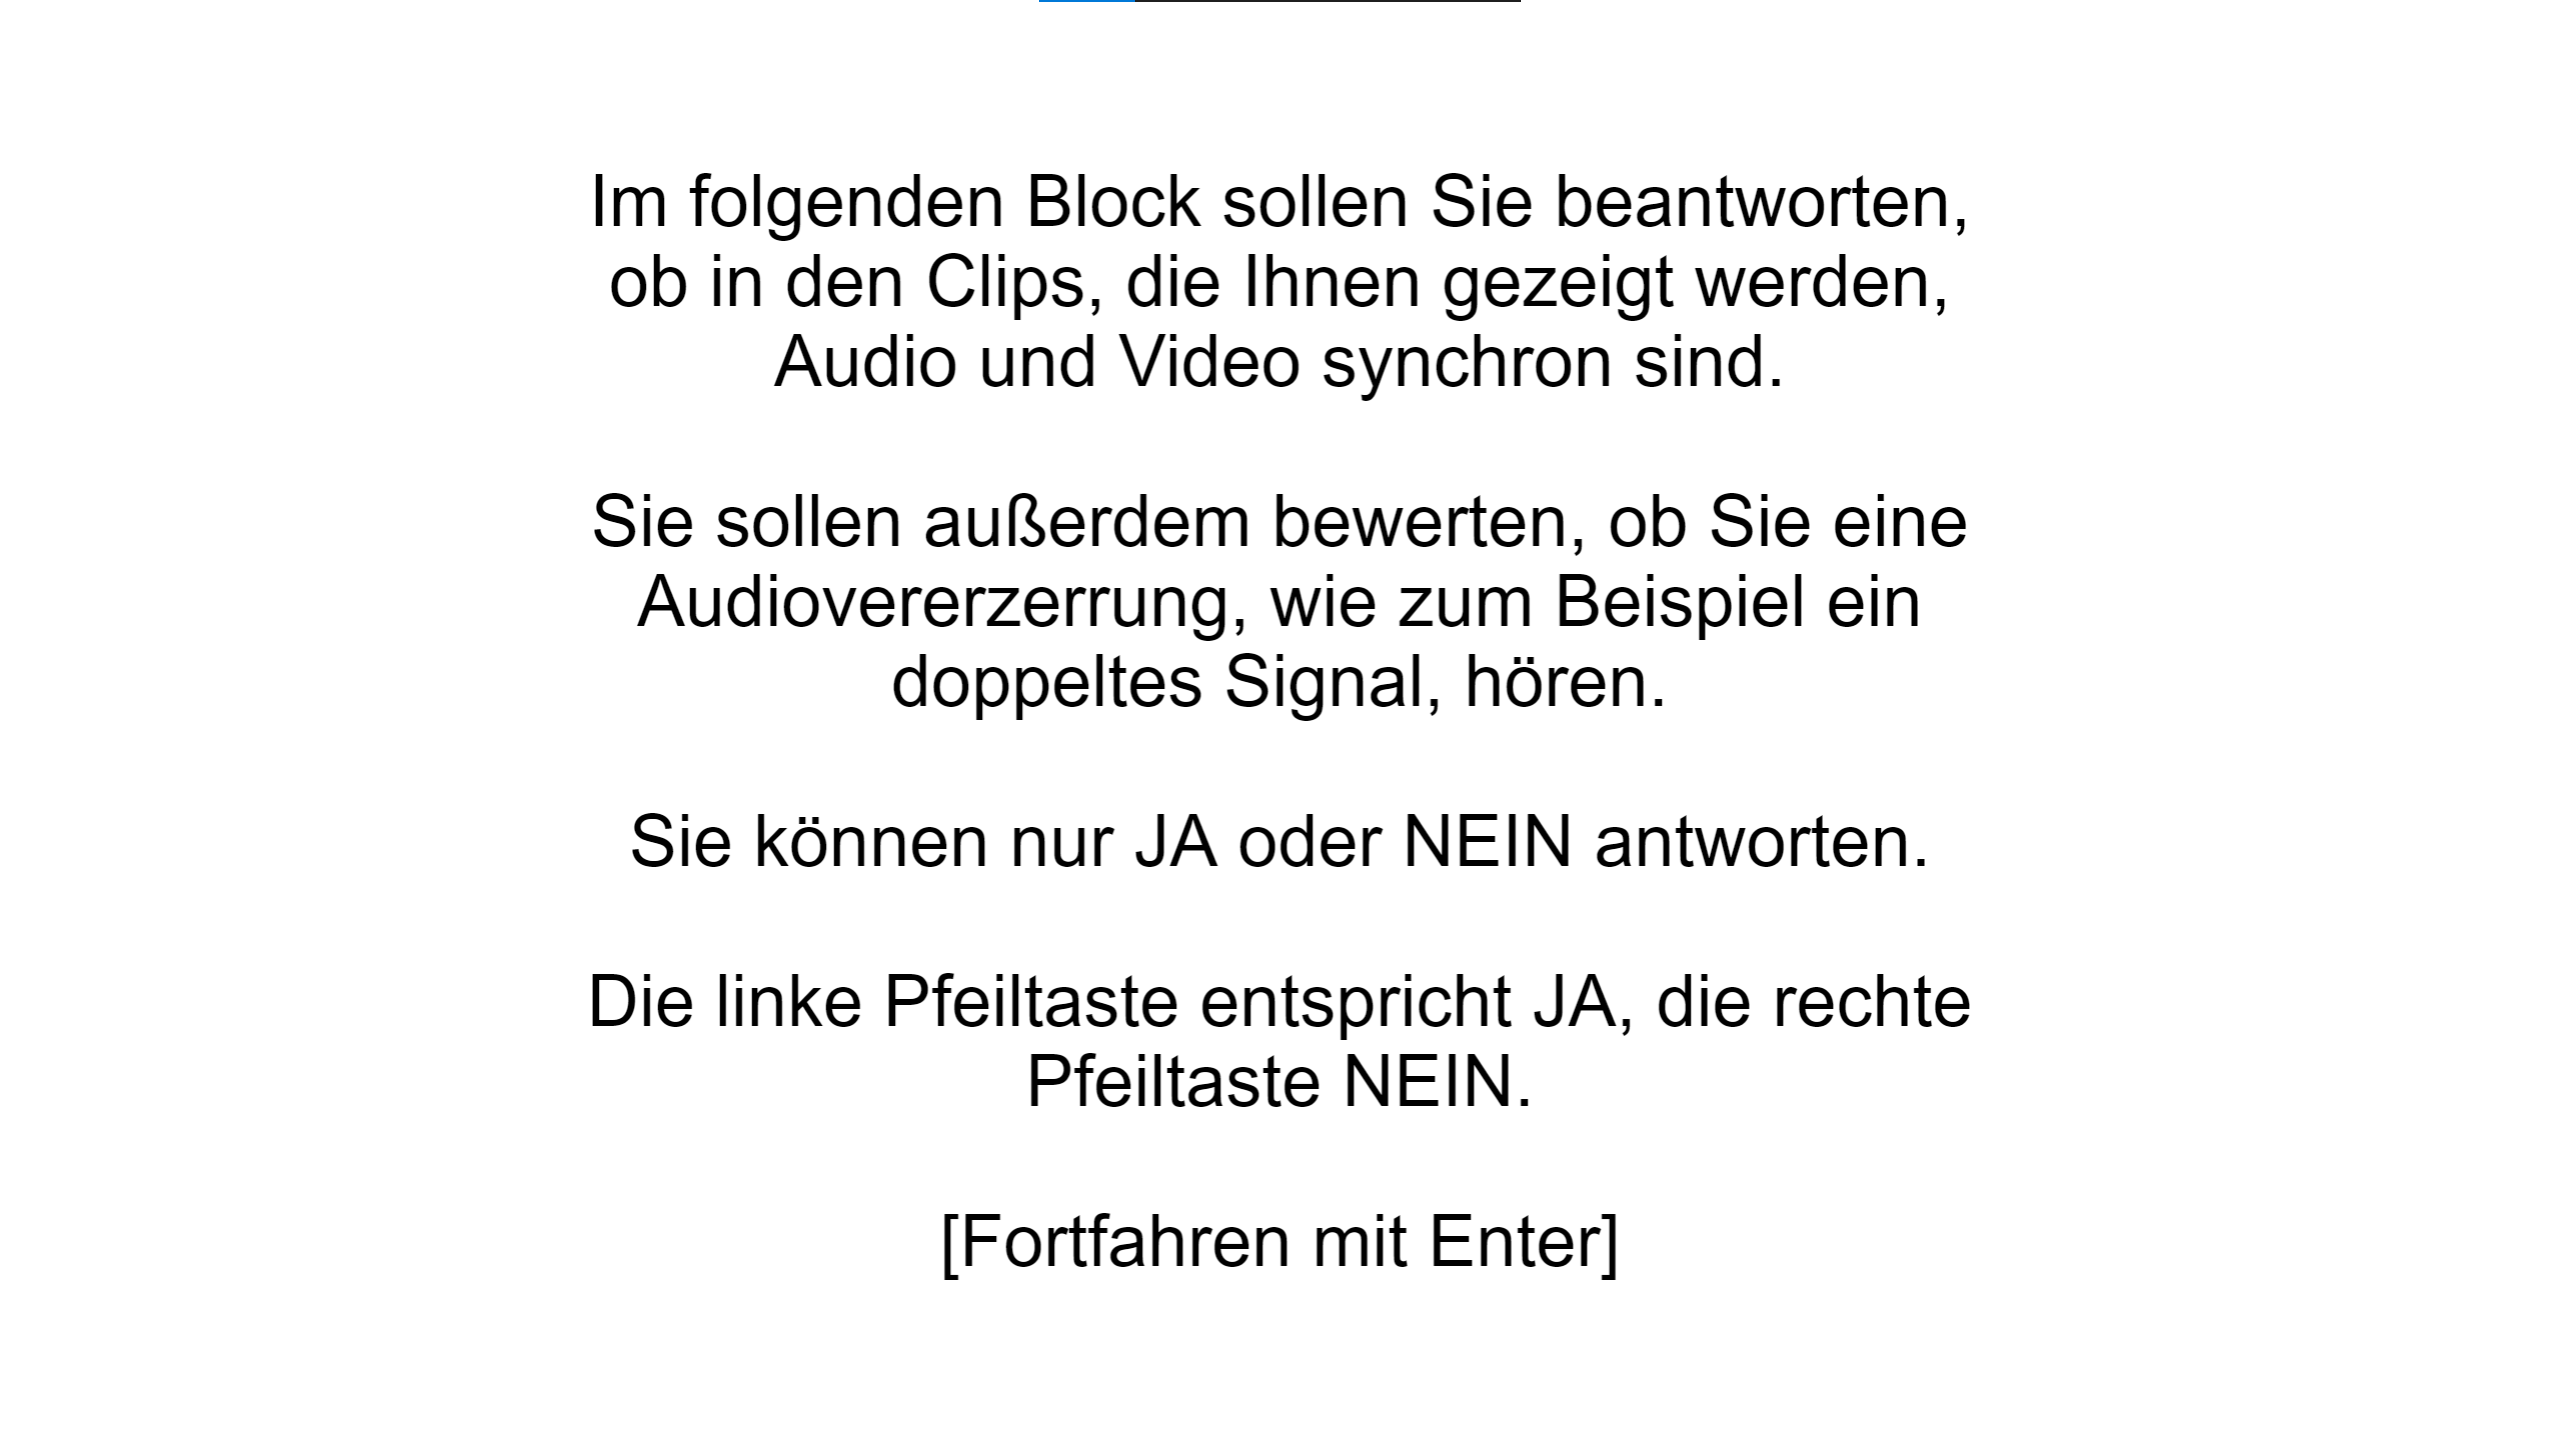 Im folgenden Block sollen Sie beantworten,
ob in den Clips, die Ihnen gezeigt werden,
Audio und Video synchron sind.
Sie sollen außerdem bewerten, ob Sie eine
Audiovererzerrung, wie zum Beispiel ein
doppeltes Signal, hören.
Sie können nur JA oder NEIN antworten.
Die linke Pfeiltaste entspricht JA, die rechte
Pfeiltaste NEIN.
[Fortfahren mit Enter]